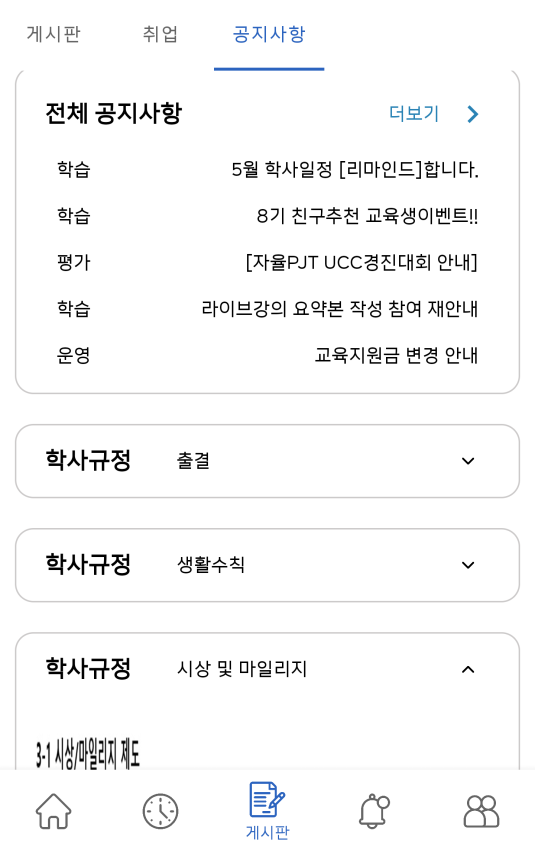 게시판 취업 공지사항
전체 공지사항 더보기
학습 5월 학사일정 [리마인드]합니다.
학습 8기 친구추천 교육생이벤트!!
평가 [자율PJT UCC경진대회 안내]
학습 라이브강의 요약본 작성 참여 재안내
운영 교육지원금 변경 안내
학사규정 출결
학사규정 생활수칙
학사규정 시상 및 마일리지
3-1 시상/마일리지 제도
게시판